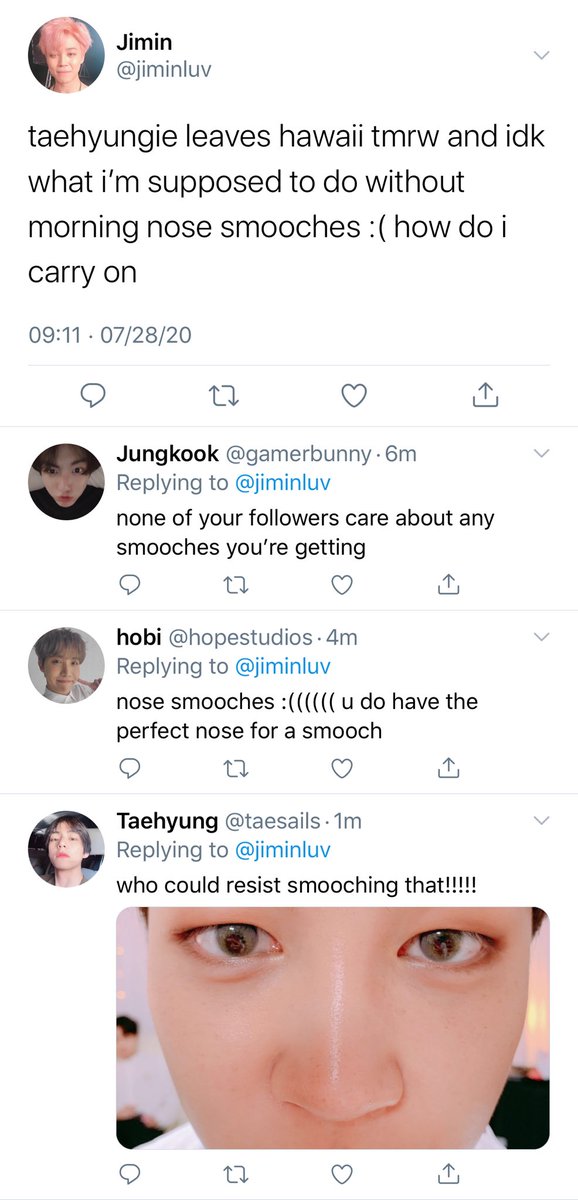 Jimin
@jiminluv
taehyungie leaves hawaii tmrw and idk
what i’m supposed to do without
morning nose smooches :( how do i
carry on
09:11 · 07/28/20
Jungkook @gamerbunny · 6m
Replying to @jiminluv
none of your followers care about any
smooches you’re getting
hobi @hopestudios · 4m
Replying to @jiminluv
nose smooches :(((((( u do have the
perfect nose for a smooch
Taehyung @taesails · 1m
Replying to @jiminluv
who could resist smooching that!!!!!